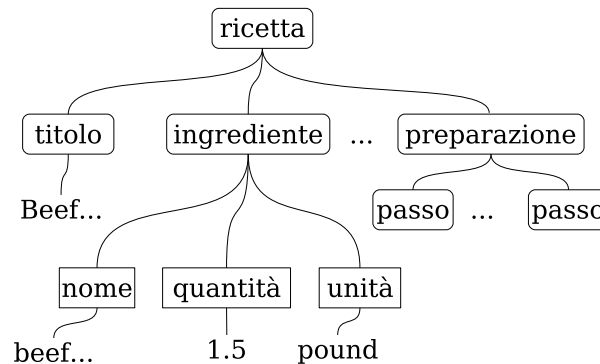 ricetta
titolo ingrediente ... preparazione
Beef... passo ... passo
nome quantità unità
beef... 1.5 pound